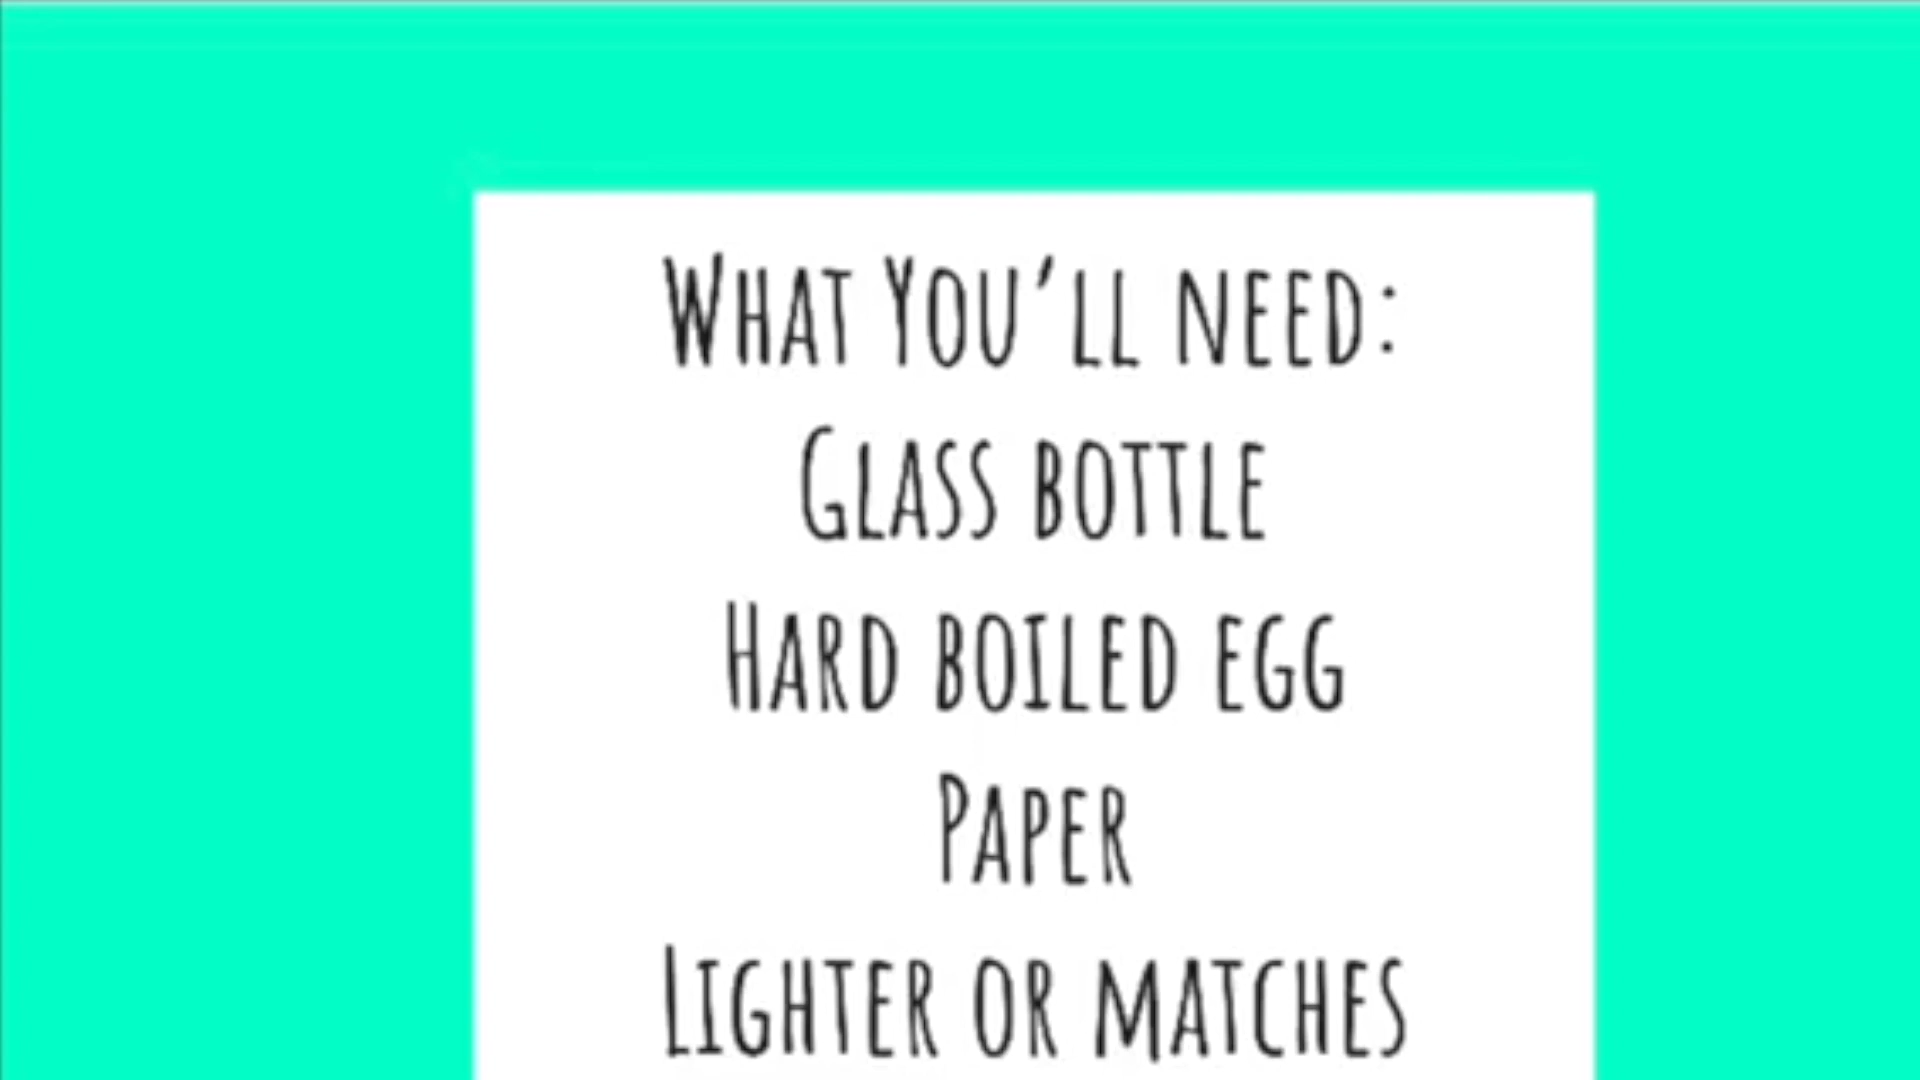 What You'll need:
Glass bottle
Hard boiled egg
Paper
Lighter or matches